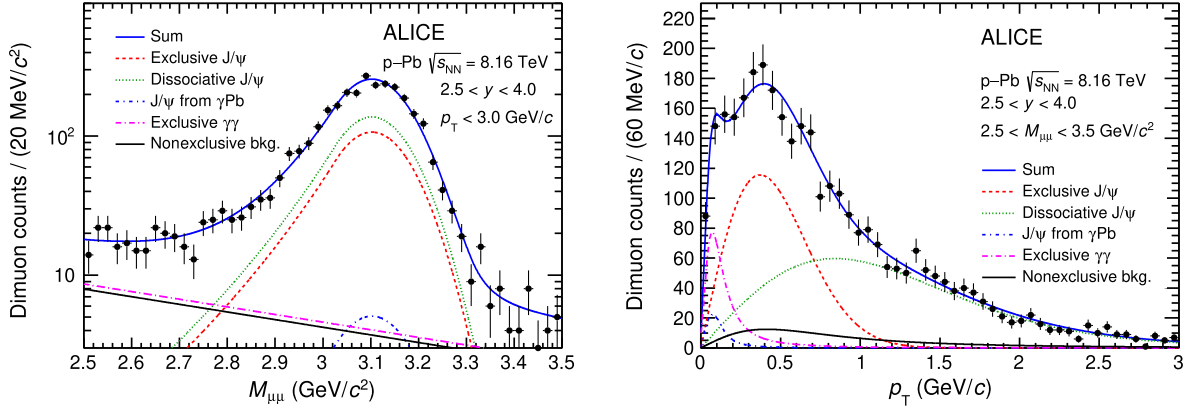 ALICE
p–Pb √sNN = 8.16 TeV
2.5 < y < 4.0
pT < 3.0 GeV/c
Sum
Exclusive J/ψ
Dissociative J/ψ
J/ψ from γPb
Exclusive γγ
Nonexclusive bkg.
Dimuon counts / (20 MeV/c²)
10²
10
2.5 2.6 2.7 2.8 2.9 3 3.1 3.2 3.3 3.4 3.5
Mμμ (GeV/c²)
ALICE
p–Pb √sNN = 8.16 TeV
2.5 < y < 4.0
2.5 < Mμμ < 3.5 GeV/c²
Sum
Exclusive J/ψ
Dissociative J/ψ
J/ψ from γPb
Exclusive γγ
Nonexclusive bkg.
Dimuon counts / (60 MeV/c)
220
200
180
160
140
120
100
80
60
40
20
0
0 0.5 1 1.5 2 2.5 3
pT (GeV/c)